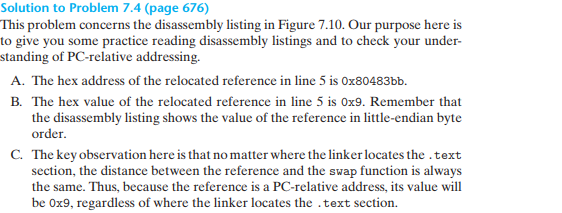 Solution to Problem 7.4 (page 676)
This problem concerns the disassembly listing in Figure 7.10. Our purpose here is
to give you some practice reading disassembly listings and to check your under-
standing of PC-relative addressing.
A. The hex address of the relocated reference in line 5 is 0x80483bb.
B. The hex value of the relocated reference in line 5 is 0x9. Remember that
the disassembly listing shows the value of the reference in little-endian byte
order.
C. The key observation here is that no matter where the linker locates the .text
section, the distance between the reference and the swap function is always
the same. Thus, because the reference is a PC-relative address, its value will
be 0x9, regardless of where the linker locates the .text section.